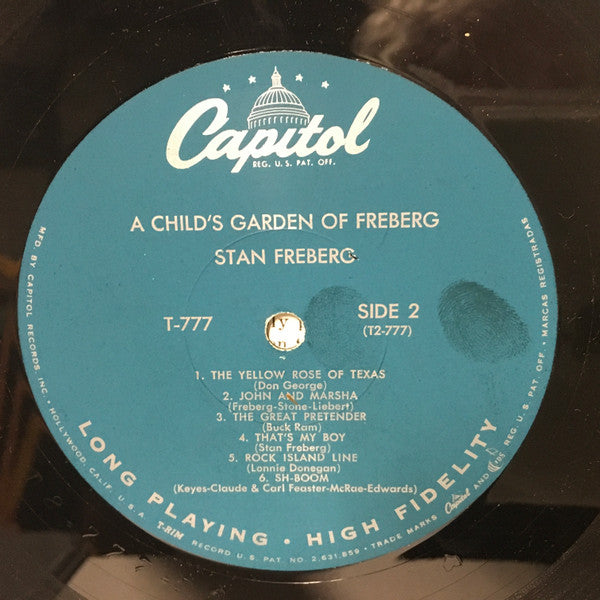 Capitol
REG. U.S. PAT. OFF.
A CHILD'S GARDEN OF FREBERG
STAN FREBERG
T-777
SIDE 2
(T2-777)
1. THE YELLOW ROSE OF TEXAS
(Don George)
2. JOHN AND MARSHA
(Freberg-Stone-Liebert)
3. THE GREAT PRETENDER
(Buck Ram)
4. THAT'S MY BOY
(Stan Freberg)
5. ROCK ISLAND LINE
(Lonnie Donegan)
6. SH-BOOM
(Keyes-Claude & Carl Feaster-McRae-Edwards)
LONG PLAYING • HIGH FIDELITY
MFD. BY CAPITOL RECORDS, INC. • HOLLYWOOD, CALIF. U.S.A. T-RIM RECORD U.S. PAT. NO. 2,631,859 • TRADE MARKS Capitol AND REG. U.S. PAT. OFF. • MARCAS REGISTRADAS